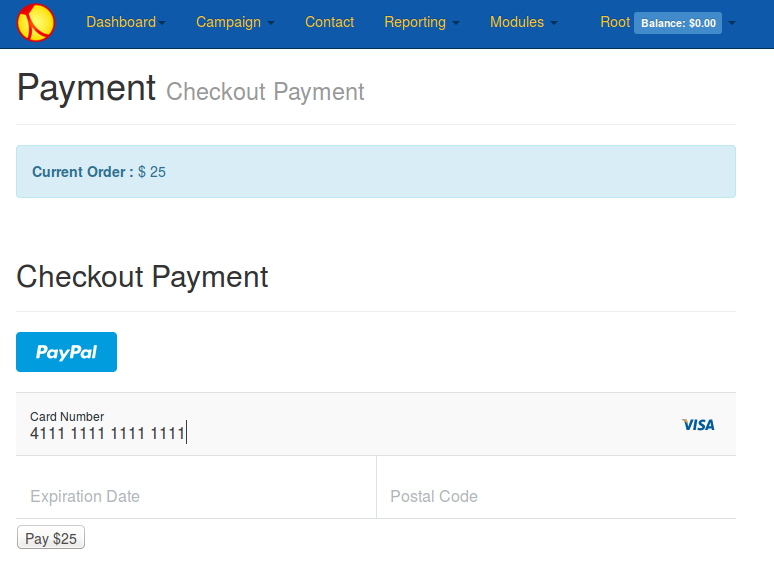 Dashboard Campaign Contact Reporting Modules Root Balance: $0.00
Payment Checkout Payment
Current Order : $ 25
Checkout Payment
PayPal
Card Number
4111 1111 1111 1111
VISA
Expiration Date Postal Code
Pay $25